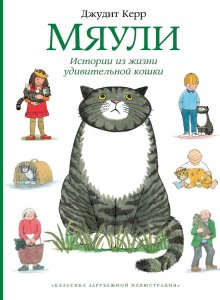 Джудит Керр
Мяули
Истории из жизни
удивительной кошки
«КЛАССИКА ЗАРУБЕЖНОЙ ИЛЛЮСТРАЦИИ»